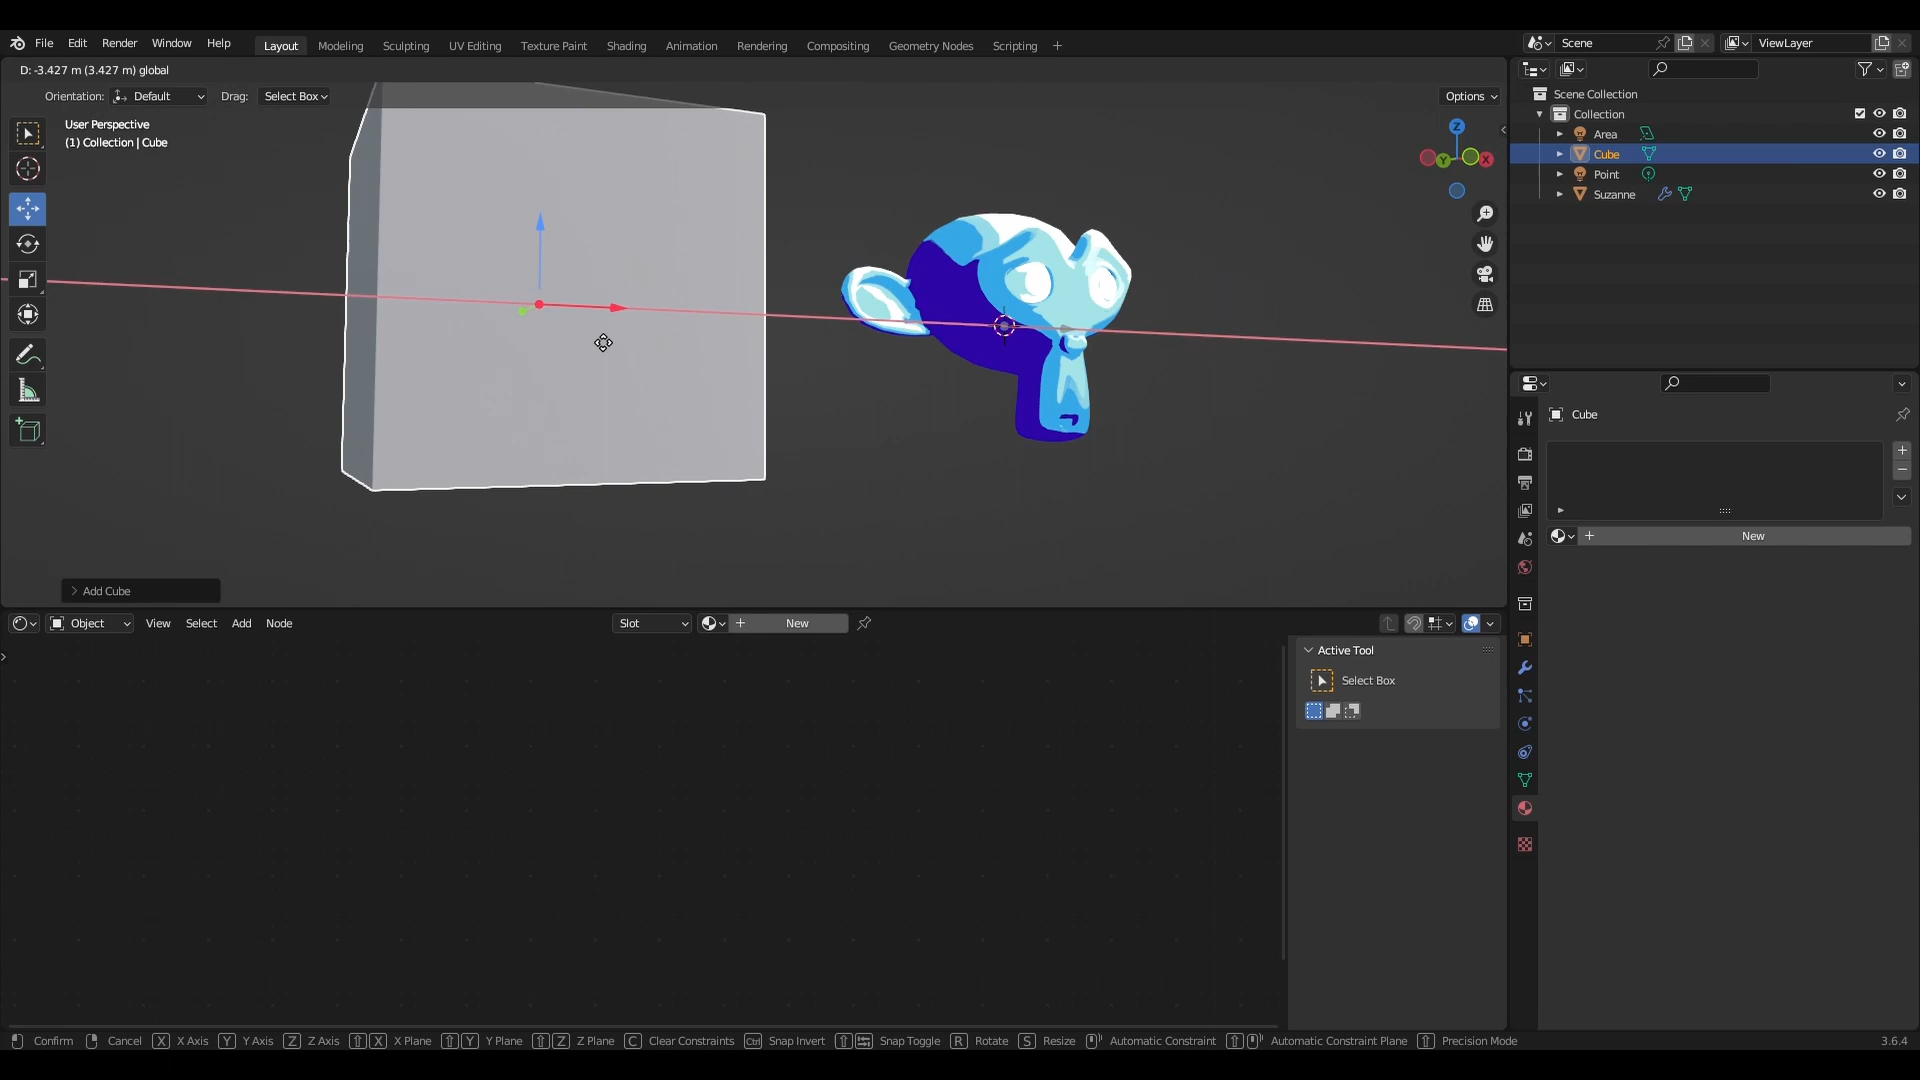 File Edit Render Window Help Layout Modeling Sculpting UV Editing Texture Paint Shading Animation Rendering Compositing Geometry Nodes Scripting + Scene ViewLayer
D: -3.427 m (3.427 m) global
Orientation: Default Drag: Select Box Options
User Perspective
(1) Collection | Cube
Z
Y
X
Add Cube
Scene Collection
Collection
Area
Cube
Point
Suzanne
Cube
New
Object View Select Add Node Slot New
Active Tool
Select Box
Confirm Cancel X X Axis Y Y Axis Z Z Axis X X Plane Y Y Plane Z Z Plane C Clear Constraints Ctrl Snap Invert Snap Toggle R Rotate S Resize Automatic Constraint Automatic Constraint Plane Precision Mode 3.6.4